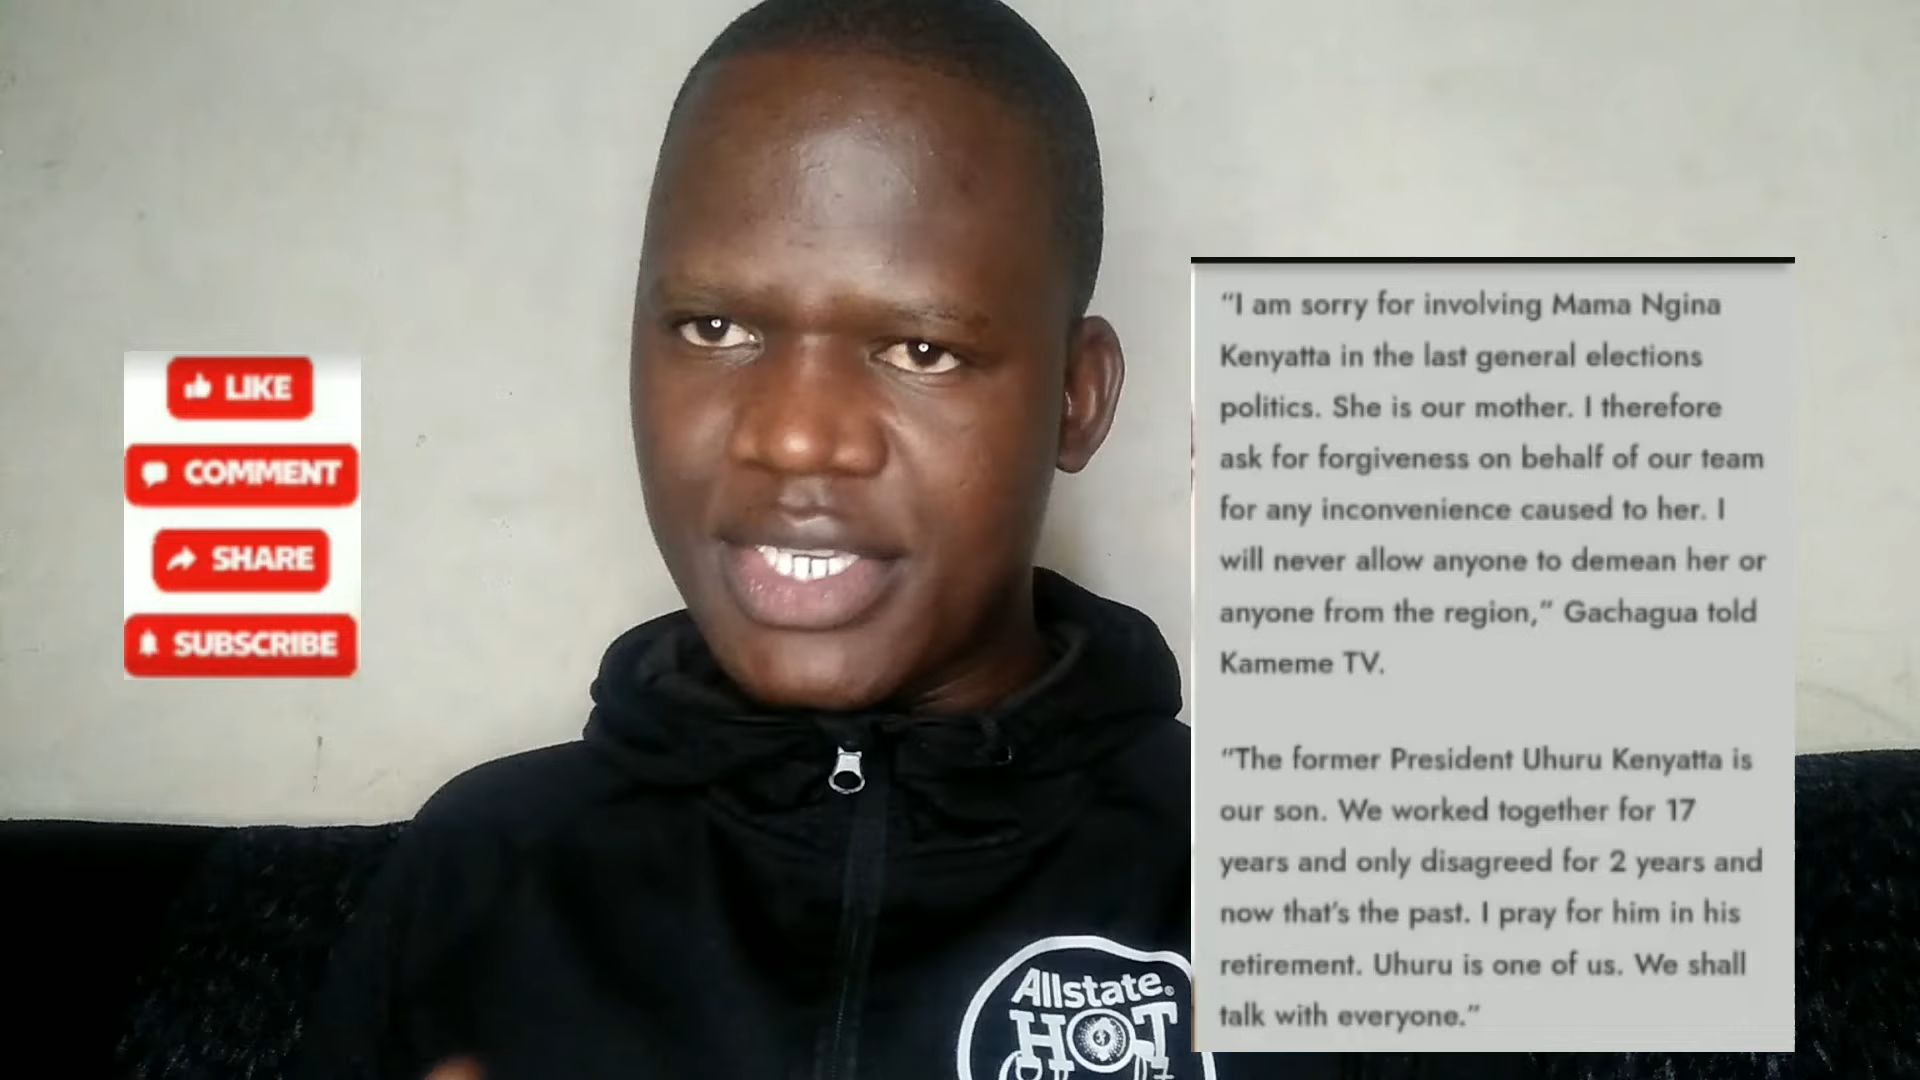 LIKE
COMMENT
SHARE
SUBSCRIBE
“I am sorry for involving Mama Ngina
Kenyatta in the last general elections
politics. She is our mother. I therefore
ask for forgiveness on behalf of our team
for any inconvenience caused to her. I
will never allow anyone to demean her or
anyone from the region,” Gachagua told
Kameme TV.
“The former President Uhuru Kenyatta is
our son. We worked together for 17
years and only disagreed for 2 years and
now that’s the past. I pray for him in his
retirement. Uhuru is one of us. We shall
talk with everyone.”
Allstate®
HOT